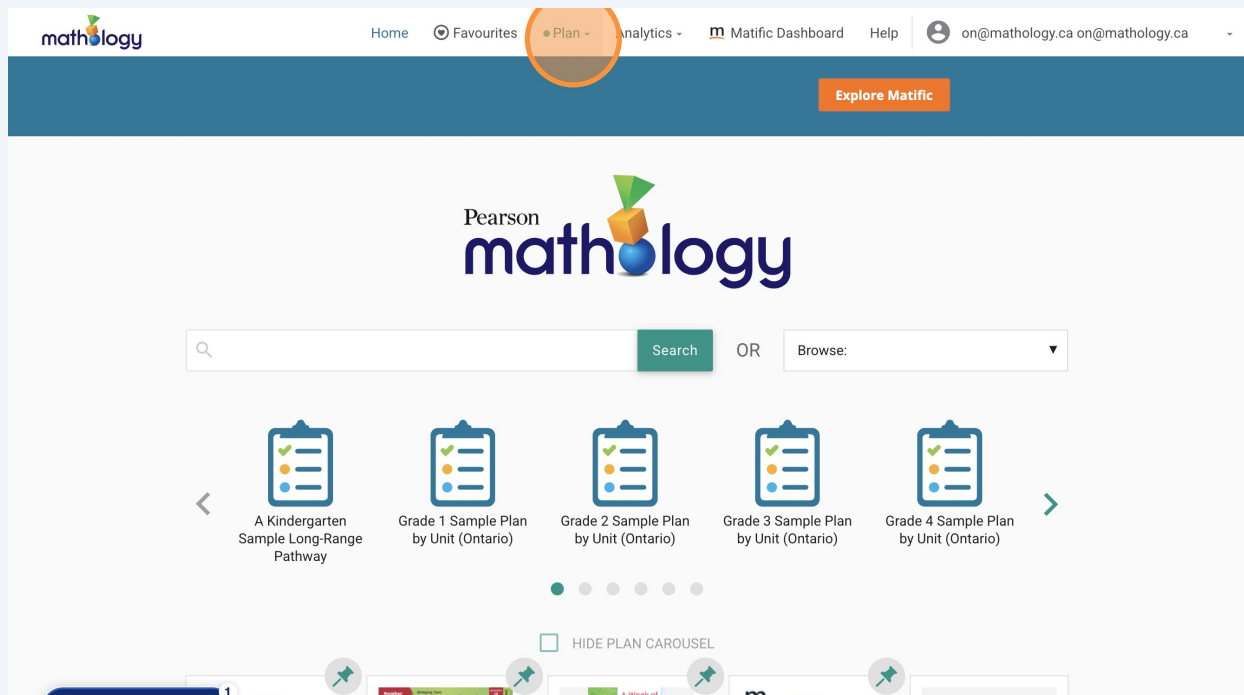 mathology
Home Favourites Plan Analytics m Matific Dashboard Help on@mathology.ca on@mathology.ca
Explore Matific
Pearson
mathology
Search OR Browse:
A Kindergarten
Sample Long-Range
Pathway
Grade 1 Sample Plan
by Unit (Ontario)
Grade 2 Sample Plan
by Unit (Ontario)
Grade 3 Sample Plan
by Unit (Ontario)
Grade 4 Sample Plan
by Unit (Ontario)
HIDE PLAN CAROUSEL
1
Number
A Week of
m